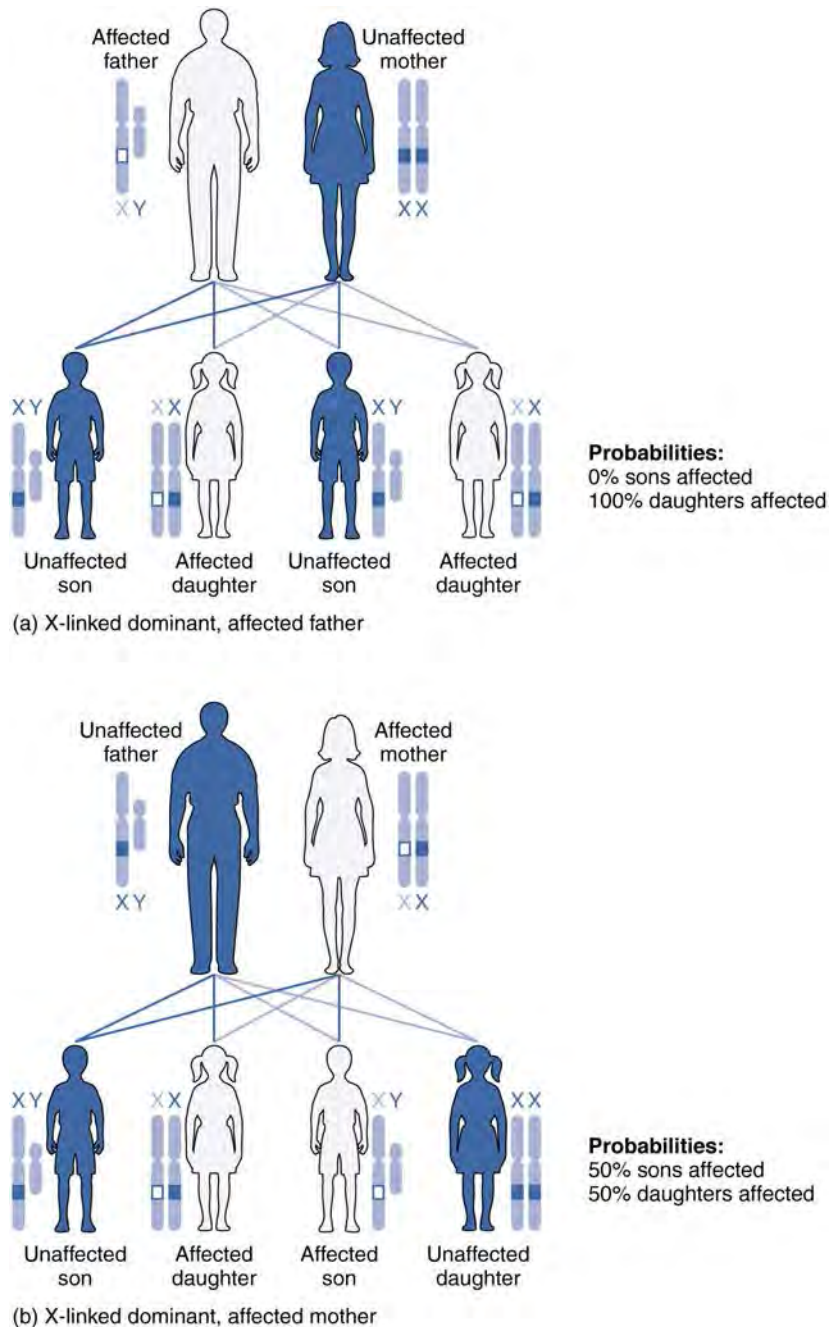 Affected
father
Unaffected
mother
X Y
X X
X Y
X X
X Y
X X
Unaffected
son
Affected
daughter
Unaffected
son
Affected
daughter
Probabilities:
0% sons affected
100% daughters affected
(a) X-linked dominant, affected father
Unaffected
father
Affected
mother
X Y
X X
X Y
X X
X Y
X X
Unaffected
son
Affected
daughter
Affected
son
Unaffected
daughter
Probabilities:
50% sons affected
50% daughters affected
(b) X-linked dominant, affected mother